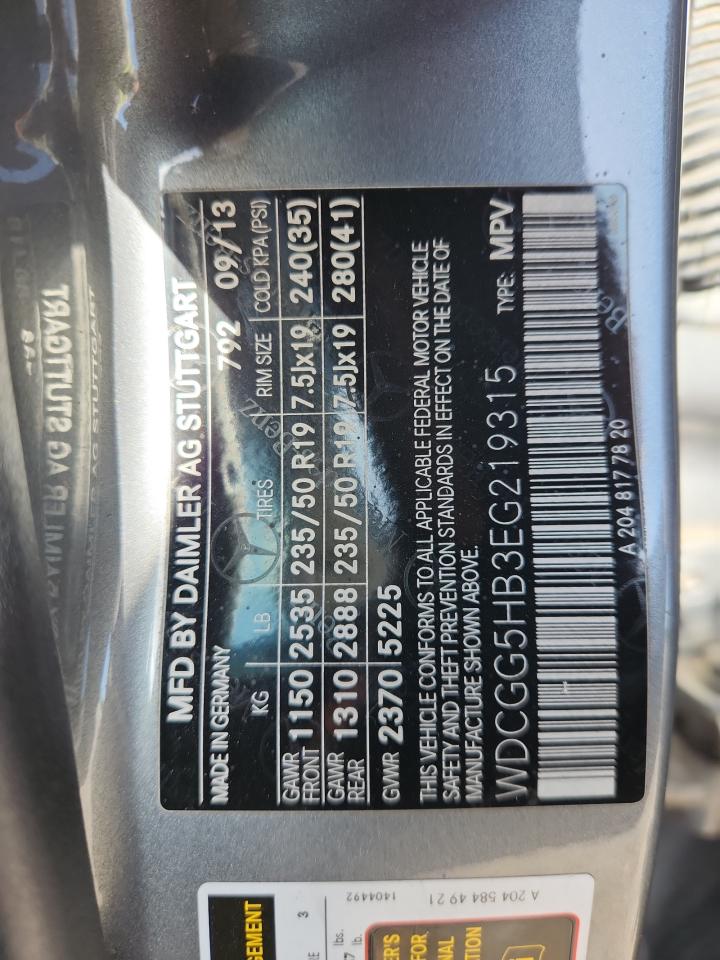 MFD BY DAIMLER AG STUTTGART
MADE IN GERMANY 792 09/13
KG LB TIRES RIM SIZE COLD KPA(PSI)
GAWR FRONT 1150 2535 235/50 R19 7.5Jx19 240(35)
GAWR REAR 1310 2888 235/50 R19 7.5Jx19 280(41)
GVWR 2370 5225
THIS VEHICLE CONFORMS TO ALL APPLICABLE FEDERAL MOTOR VEHICLE
SAFETY AND THEFT PREVENTION STANDARDS IN EFFECT ON THE DATE OF
MANUFACTURE SHOWN ABOVE.
WDCGG5HB3EG219315 TYPE: MPV
A 204 817 78 20
A 204 584 49 21
1404492
3
lbs.
lb.
FOR